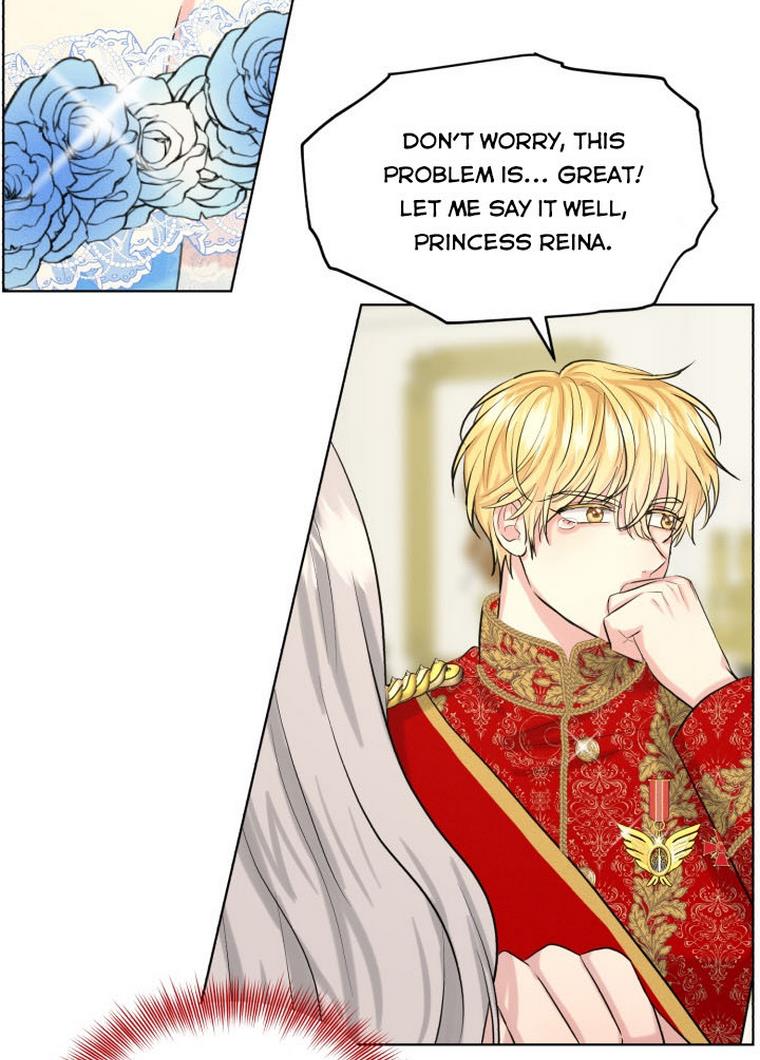 DON'T WORRY, THIS
PROBLEM IS... GREAT!
LET ME SAY IT WELL,
PRINCESS REINA.